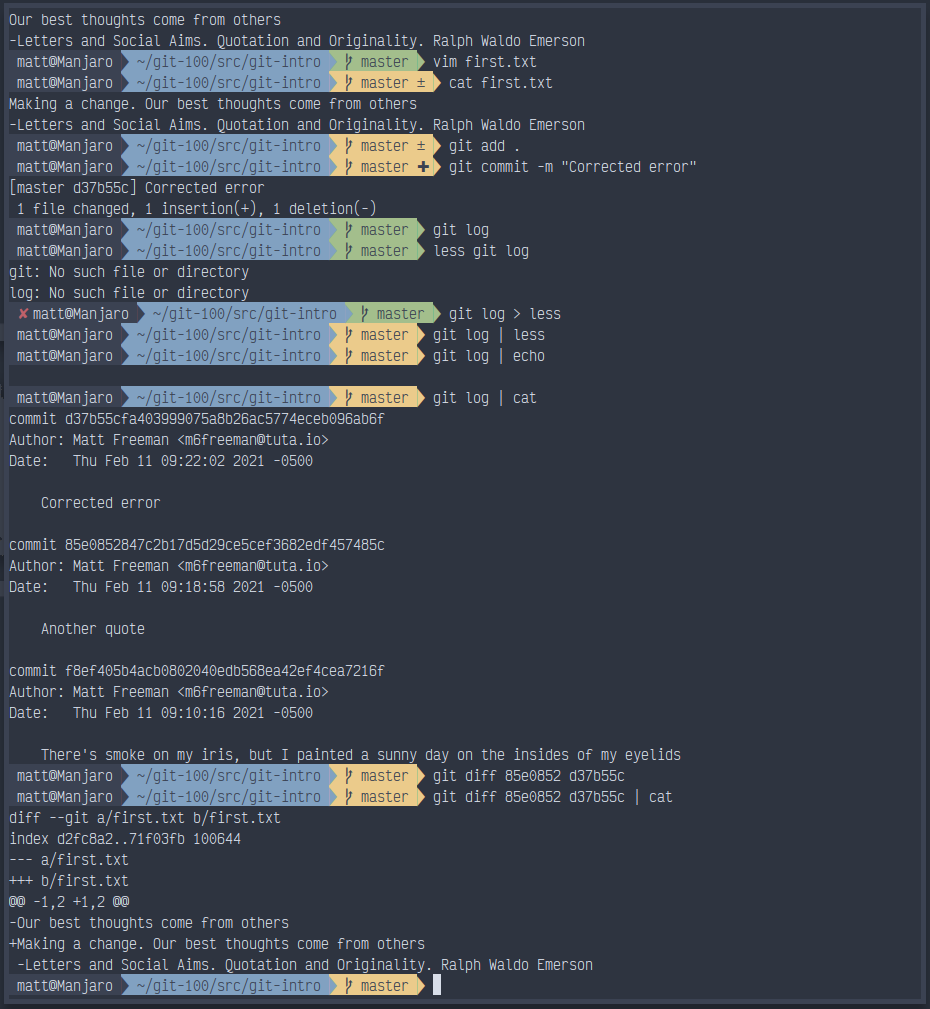 Our best thoughts come from others
-Letters and Social Aims. Quotation and Originality. Ralph Waldo Emerson
matt@Manjaro ~/git-100/src/git-intro master vim first.txt
matt@Manjaro ~/git-100/src/git-intro master ± cat first.txt
Making a change. Our best thoughts come from others
-Letters and Social Aims. Quotation and Originality. Ralph Waldo Emerson
matt@Manjaro ~/git-100/src/git-intro master ± git add .
matt@Manjaro ~/git-100/src/git-intro master ✚ git commit -m "Corrected error"
[master d37b55c] Corrected error
 1 file changed, 1 insertion(+), 1 deletion(-)
matt@Manjaro ~/git-100/src/git-intro master git log
matt@Manjaro ~/git-100/src/git-intro master less git log
git: No such file or directory
log: No such file or directory
✘ matt@Manjaro ~/git-100/src/git-intro master git log > less
matt@Manjaro ~/git-100/src/git-intro master git log | less
matt@Manjaro ~/git-100/src/git-intro master git log | echo
matt@Manjaro ~/git-100/src/git-intro master git log | cat
commit d37b55cfa403999075a8b26ac5774eceb096ab6f
Author: Matt Freeman <m6freeman@tuta.io>
Date:   Thu Feb 11 09:22:02 2021 -0500
    Corrected error
commit 85e0852847c2b17d5d29ce5cef3682edf457485c
Author: Matt Freeman <m6freeman@tuta.io>
Date:   Thu Feb 11 09:18:58 2021 -0500
    Another quote
commit f8ef405b4acb0802040edb568ea42ef4cea7216f
Author: Matt Freeman <m6freeman@tuta.io>
Date:   Thu Feb 11 09:10:16 2021 -0500
    There's smoke on my iris, but I painted a sunny day on the insides of my eyelids
matt@Manjaro ~/git-100/src/git-intro master git diff 85e0852 d37b55c
matt@Manjaro ~/git-100/src/git-intro master git diff 85e0852 d37b55c | cat
diff --git a/first.txt b/first.txt
index d2fc8a2..71f03fb 100644
--- a/first.txt
+++ b/first.txt
@@ -1,2 +1,2 @@
-Our best thoughts come from others
+Making a change. Our best thoughts come from others
 -Letters and Social Aims. Quotation and Originality. Ralph Waldo Emerson
matt@Manjaro ~/git-100/src/git-intro master